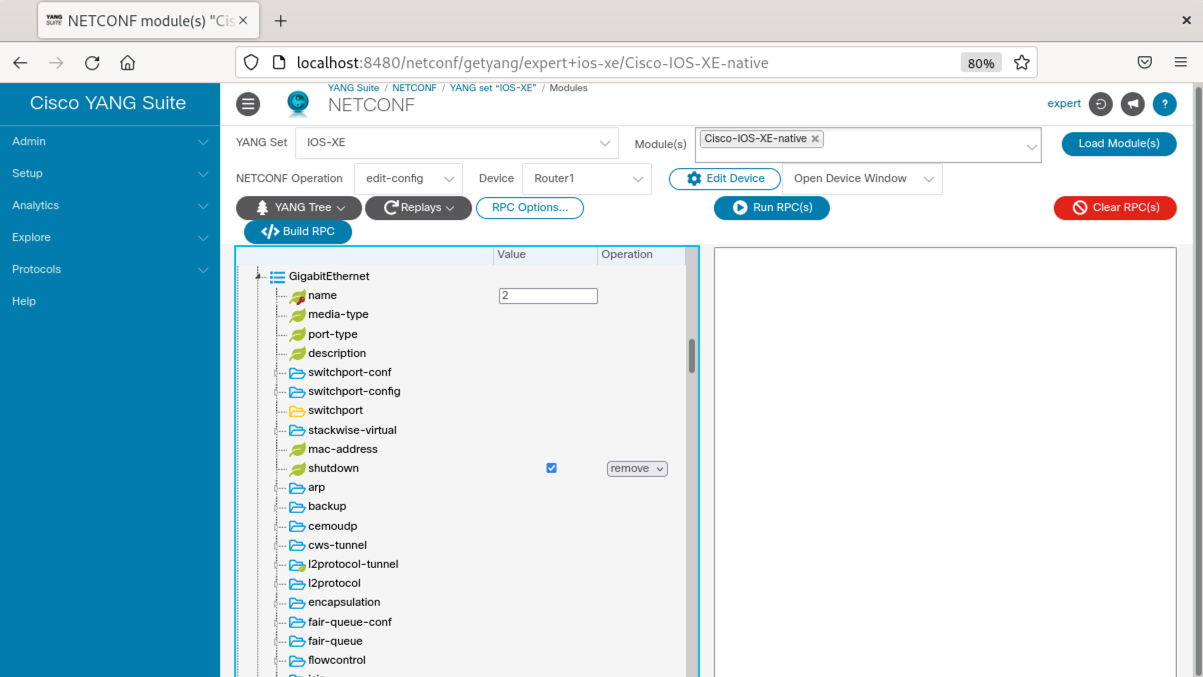 YANG SUITE NETCONF module(s) "Cis
localhost:8480/netconf/getyang/expert+ios-xe/Cisco-IOS-XE-native 80%
Cisco YANG Suite
Admin
Setup
Analytics
Explore
Protocols
Help
YANG Suite / NETCONF / YANG set “IOS-XE” / Modules
NETCONF
expert ?
YANG Set IOS-XE Module(s) Cisco-IOS-XE-native Load Module(s)
NETCONF Operation edit-config Device Router1 Edit Device Open Device Window
YANG Tree Replays RPC Options... Run RPC(s) Clear RPC(s)
Build RPC
Value Operation
GigabitEthernet
name 2
media-type
port-type
description
switchport-conf
switchport-config
switchport
stackwise-virtual
mac-address
shutdown remove
arp
backup
cemoudp
cws-tunnel
l2protocol-tunnel
l2protocol
encapsulation
fair-queue-conf
fair-queue
flowcontrol